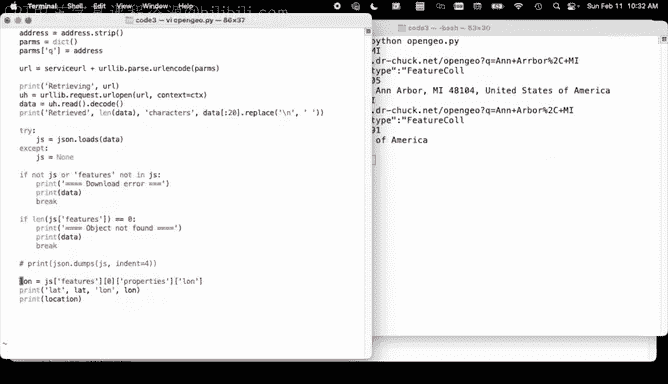 Terminal Shell Edit View Window Help
Sun Feb 11 10:32 AM
code3 — vi opengeo.py — 86×37
address = address.strip()
parms = dict()
parms['q'] = address
url = serviceurl + urllib.parse.urlencode(parms)
print('Retrieving', url)
uh = urllib.request.urlopen(url, context=ctx)
data = uh.read().decode()
print('Retrieved', len(data), 'characters', data[:20].replace('\n', ' '))
try:
js = json.loads(data)
except:
js = None
if not js or 'features' not in js:
print('==== Download error ===')
print(data)
break
if len(js['features']) == 0:
print('==== Object not found ====')
print(data)
break
# print(json.dumps(js, indent=4))
lon = js['features'][0]['properties']['lon']
print('lat', lat, 'lon', lon)
print(location)
~
code3 — -bash — 53×30
python opengeo.py
MI
.dr-chuck.net/opengeo?q=Ann+Arrbor%2C+MI
type":"FeatureColl
05
Ann Arbor, MI 48104, United States of America
I
.dr-chuck.net/opengeo?q=Ann+Arbor%2C+MI
type":"FeatureColl
91
of America